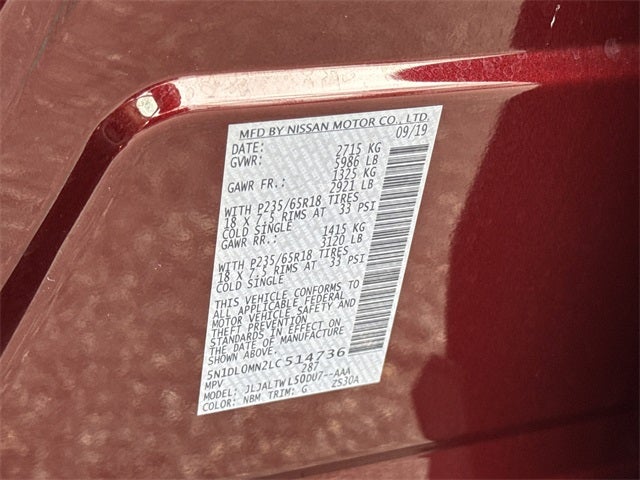 MFD BY NISSAN MOTOR CO., LTD.
DATE: 09/19
GVWR: 2715 KG
5986 LB
GAWR FR.: 1325 KG
2921 LB
WITH P235/65R18 TIRES
18 X 7.5 RIMS AT 33 PSI
COLD SINGLE
GAWR RR.: 1415 KG
3120 LB
WITH P235/65R18 TIRES
18 X 7.5 RIMS AT 33 PSI
COLD SINGLE
THIS VEHICLE CONFORMS TO
ALL APPLICABLE FEDERAL
MOTOR VEHICLE SAFETY AND
THEFT PREVENTION
STANDARDS IN EFFECT ON
THE DATE OF MANUFACTURE
SHOWN ABOVE.
5N1DL0MN2LC514736
MPV 287
MODEL: JLJALTWL50DU7--AAA
COLOR: NBM TRIM: G ZS30A